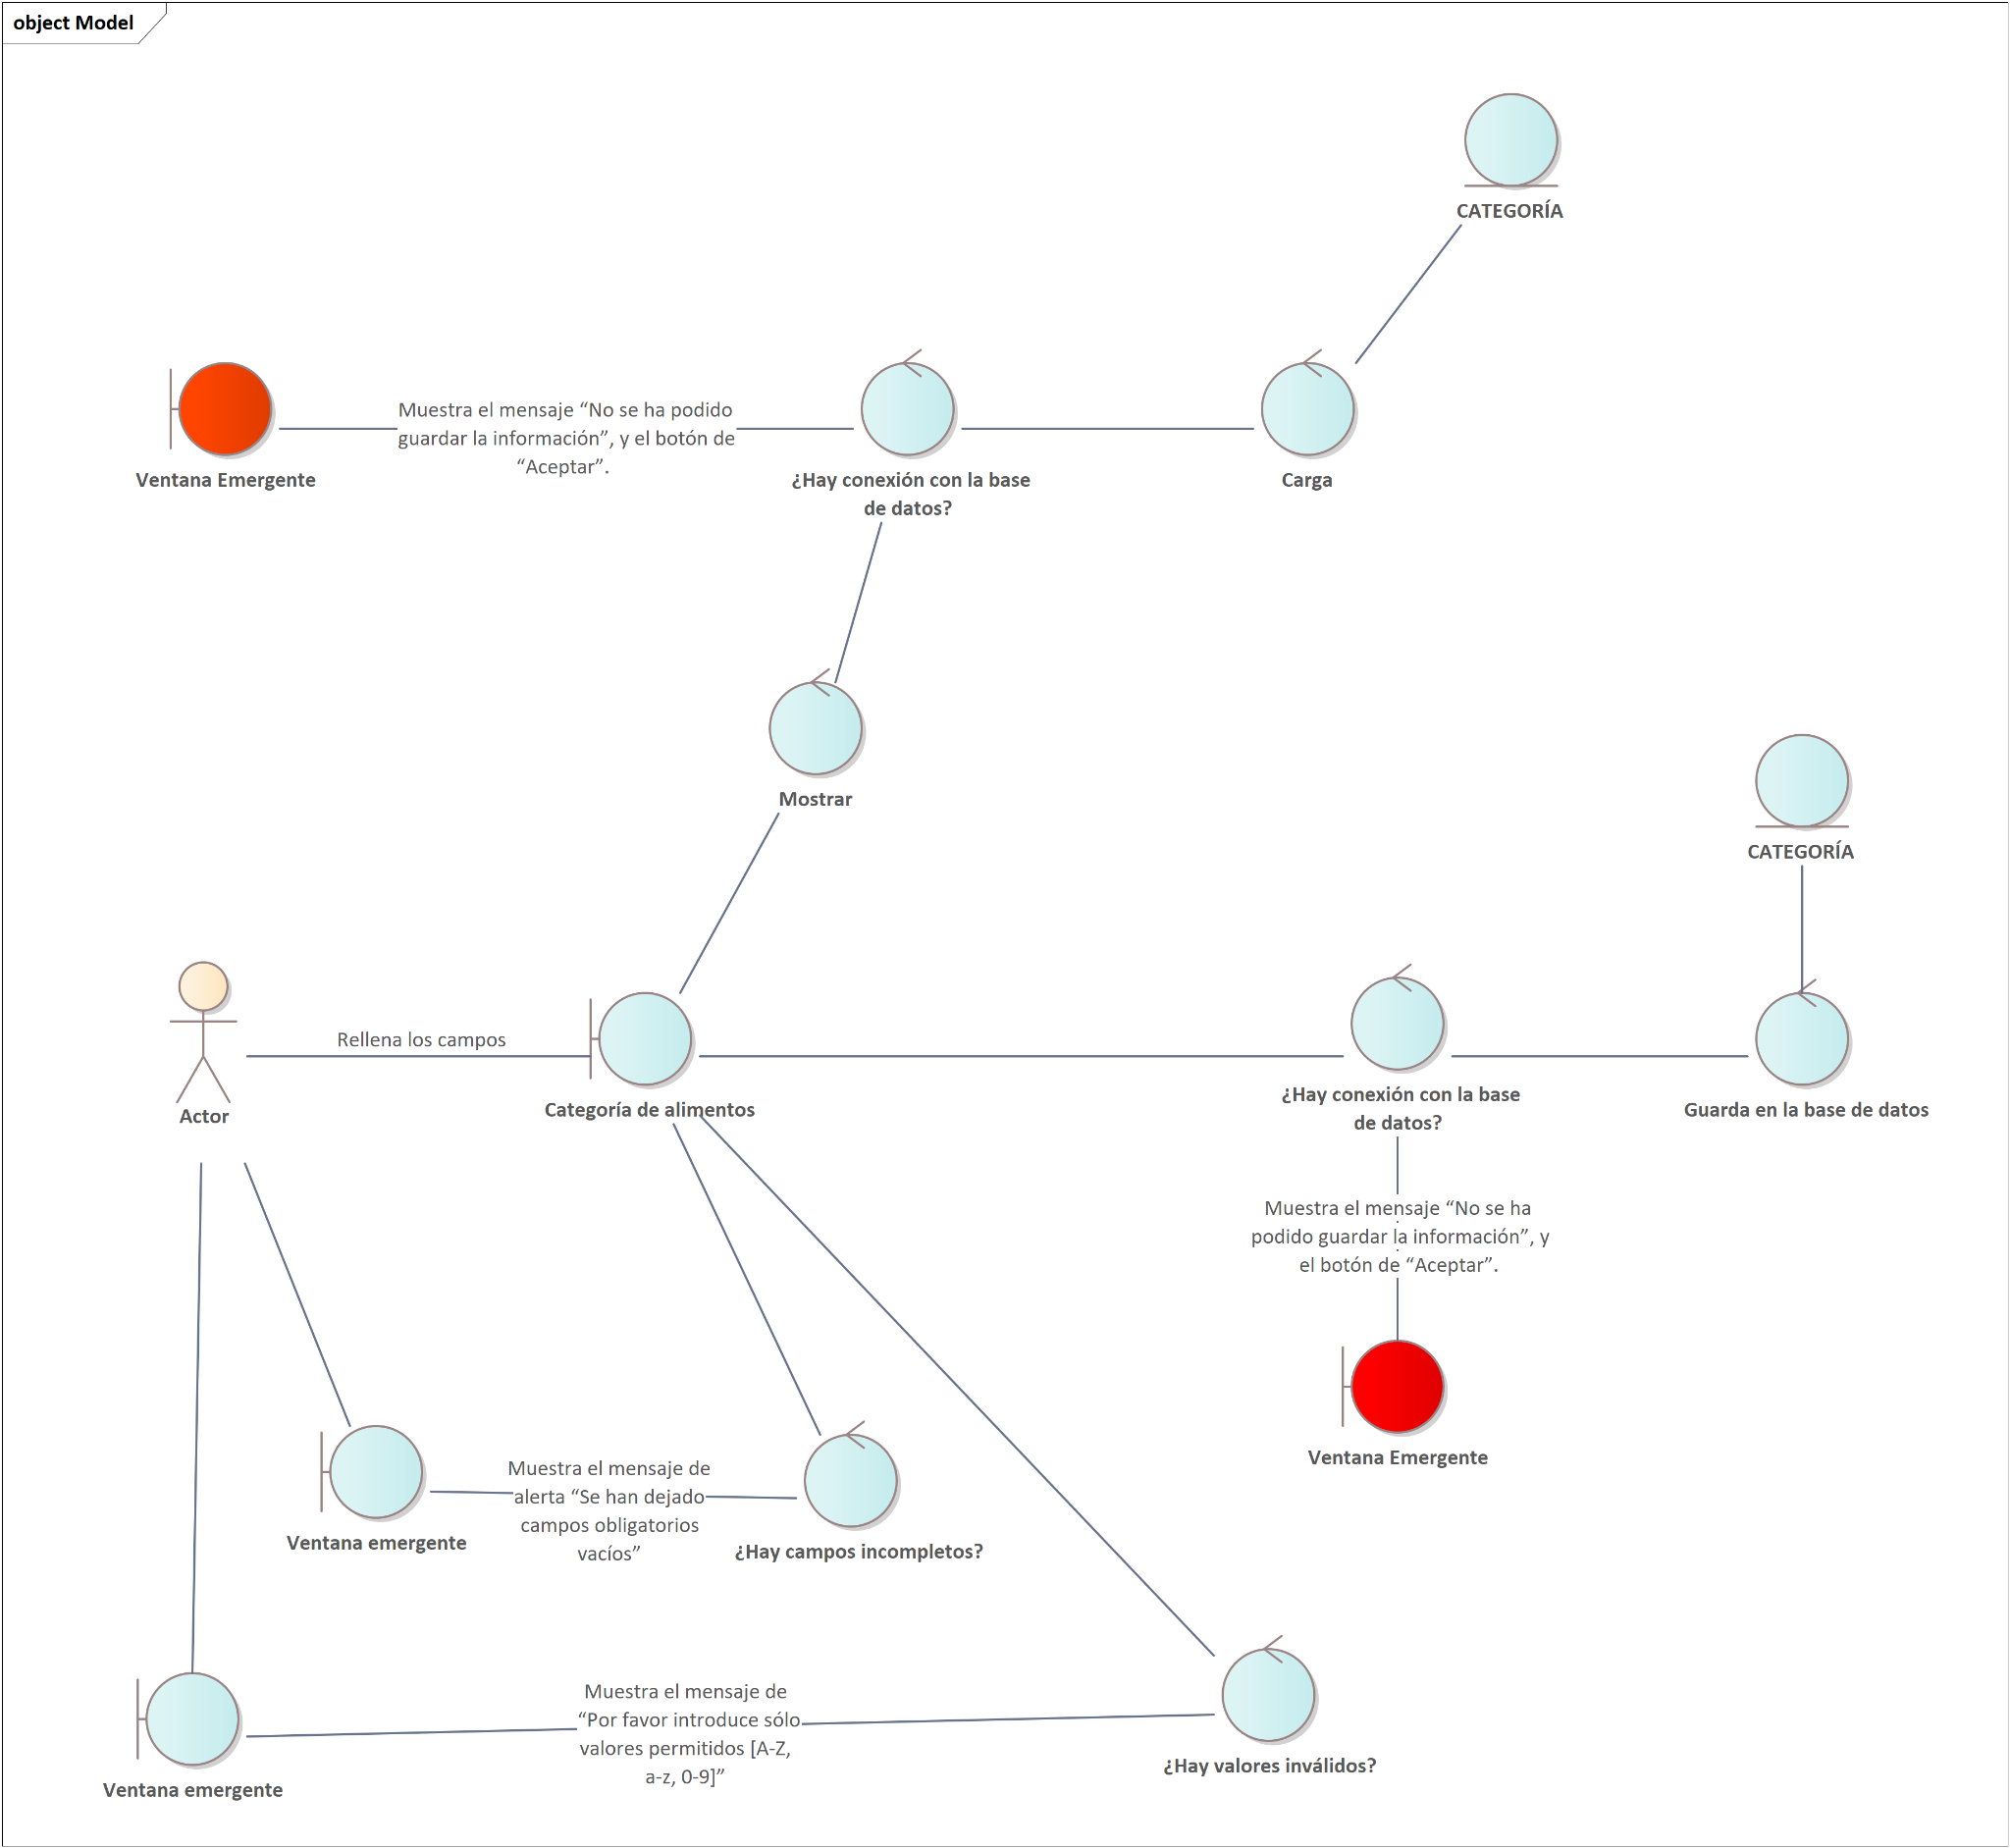 object Model
CATEGORÍA
Muestra el mensaje “No se ha podido
guardar la información”, y el botón de
“Aceptar”.
Ventana Emergente
¿Hay conexión con la base
de datos?
Carga
Mostrar
CATEGORÍA
Rellena los campos
Actor
Categoría de alimentos
¿Hay conexión con la base
de datos?
Guarda en la base de datos
Muestra el mensaje “No se ha
podido guardar la información”, y
el botón de “Aceptar”.
Ventana Emergente
Muestra el mensaje de
alerta “Se han dejado
campos obligatorios
vacíos”
Ventana emergente
¿Hay campos incompletos?
Muestra el mensaje de
“Por favor introduce sólo
valores permitidos [A-Z,
a-z, 0-9]”
Ventana emergente
¿Hay valores inválidos?